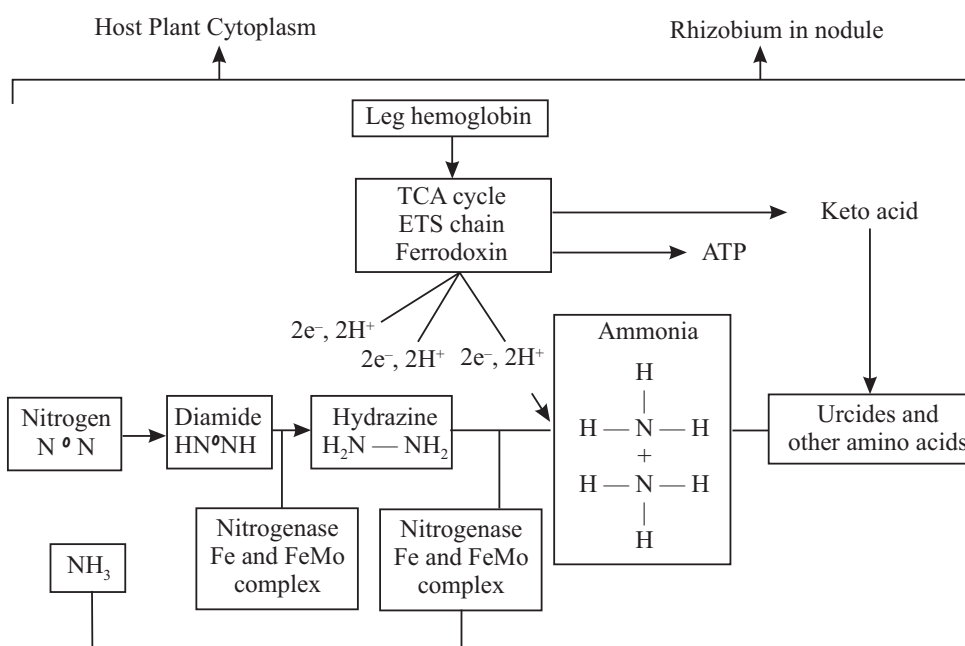 Host Plant Cytoplasm
Rhizobium in nodule
Leg hemoglobin
TCA cycle
ETS chain
Ferrodoxin
Keto acid
ATP
2e⁻, 2H⁺
2e⁻, 2H⁺
2e⁻, 2H⁺
Ammonia
H
H — N — H
+
H — N — H
H
Nitrogen
N º N
Diamide
HNºNH
Hydrazine
H₂N — NH₂
Urcides and
other amino acids
Nitrogenase
Fe and FeMo
complex
Nitrogenase
Fe and FeMo
complex
NH₃